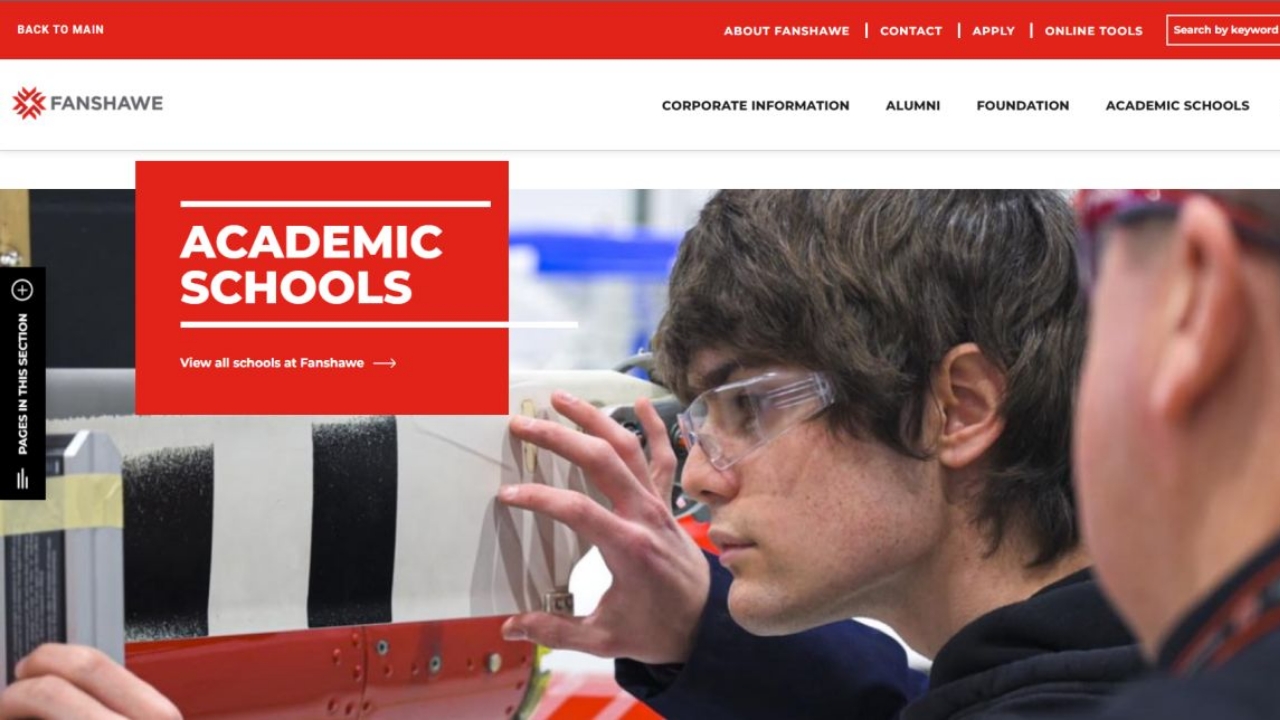 BACK TO MAIN
ABOUT FANSHAWE | CONTACT | APPLY | ONLINE TOOLS
Search by keyword
FANSHAWE
CORPORATE INFORMATION ALUMNI FOUNDATION ACADEMIC SCHOOLS
ACADEMIC
SCHOOLS
View all schools at Fanshawe
PAGES IN THIS SECTION